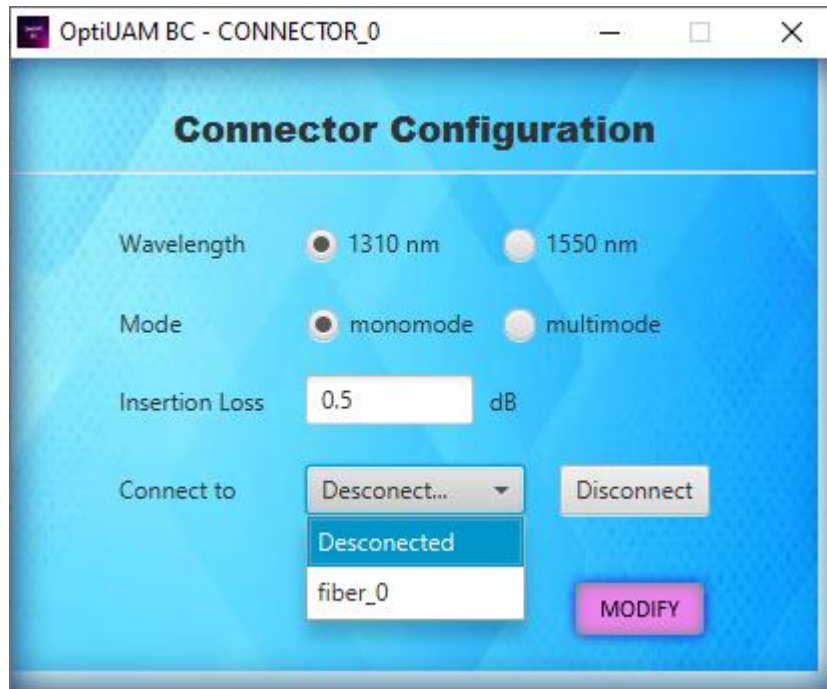 OptiUAM BC - CONNECTOR_0
Connector Configuration
Wavelength 1310 nm 1550 nm
Mode monomode multimode
Insertion Loss 0.5 dB
Connect to Desconect... Disconnect
Desconected
fiber_0
MODIFY